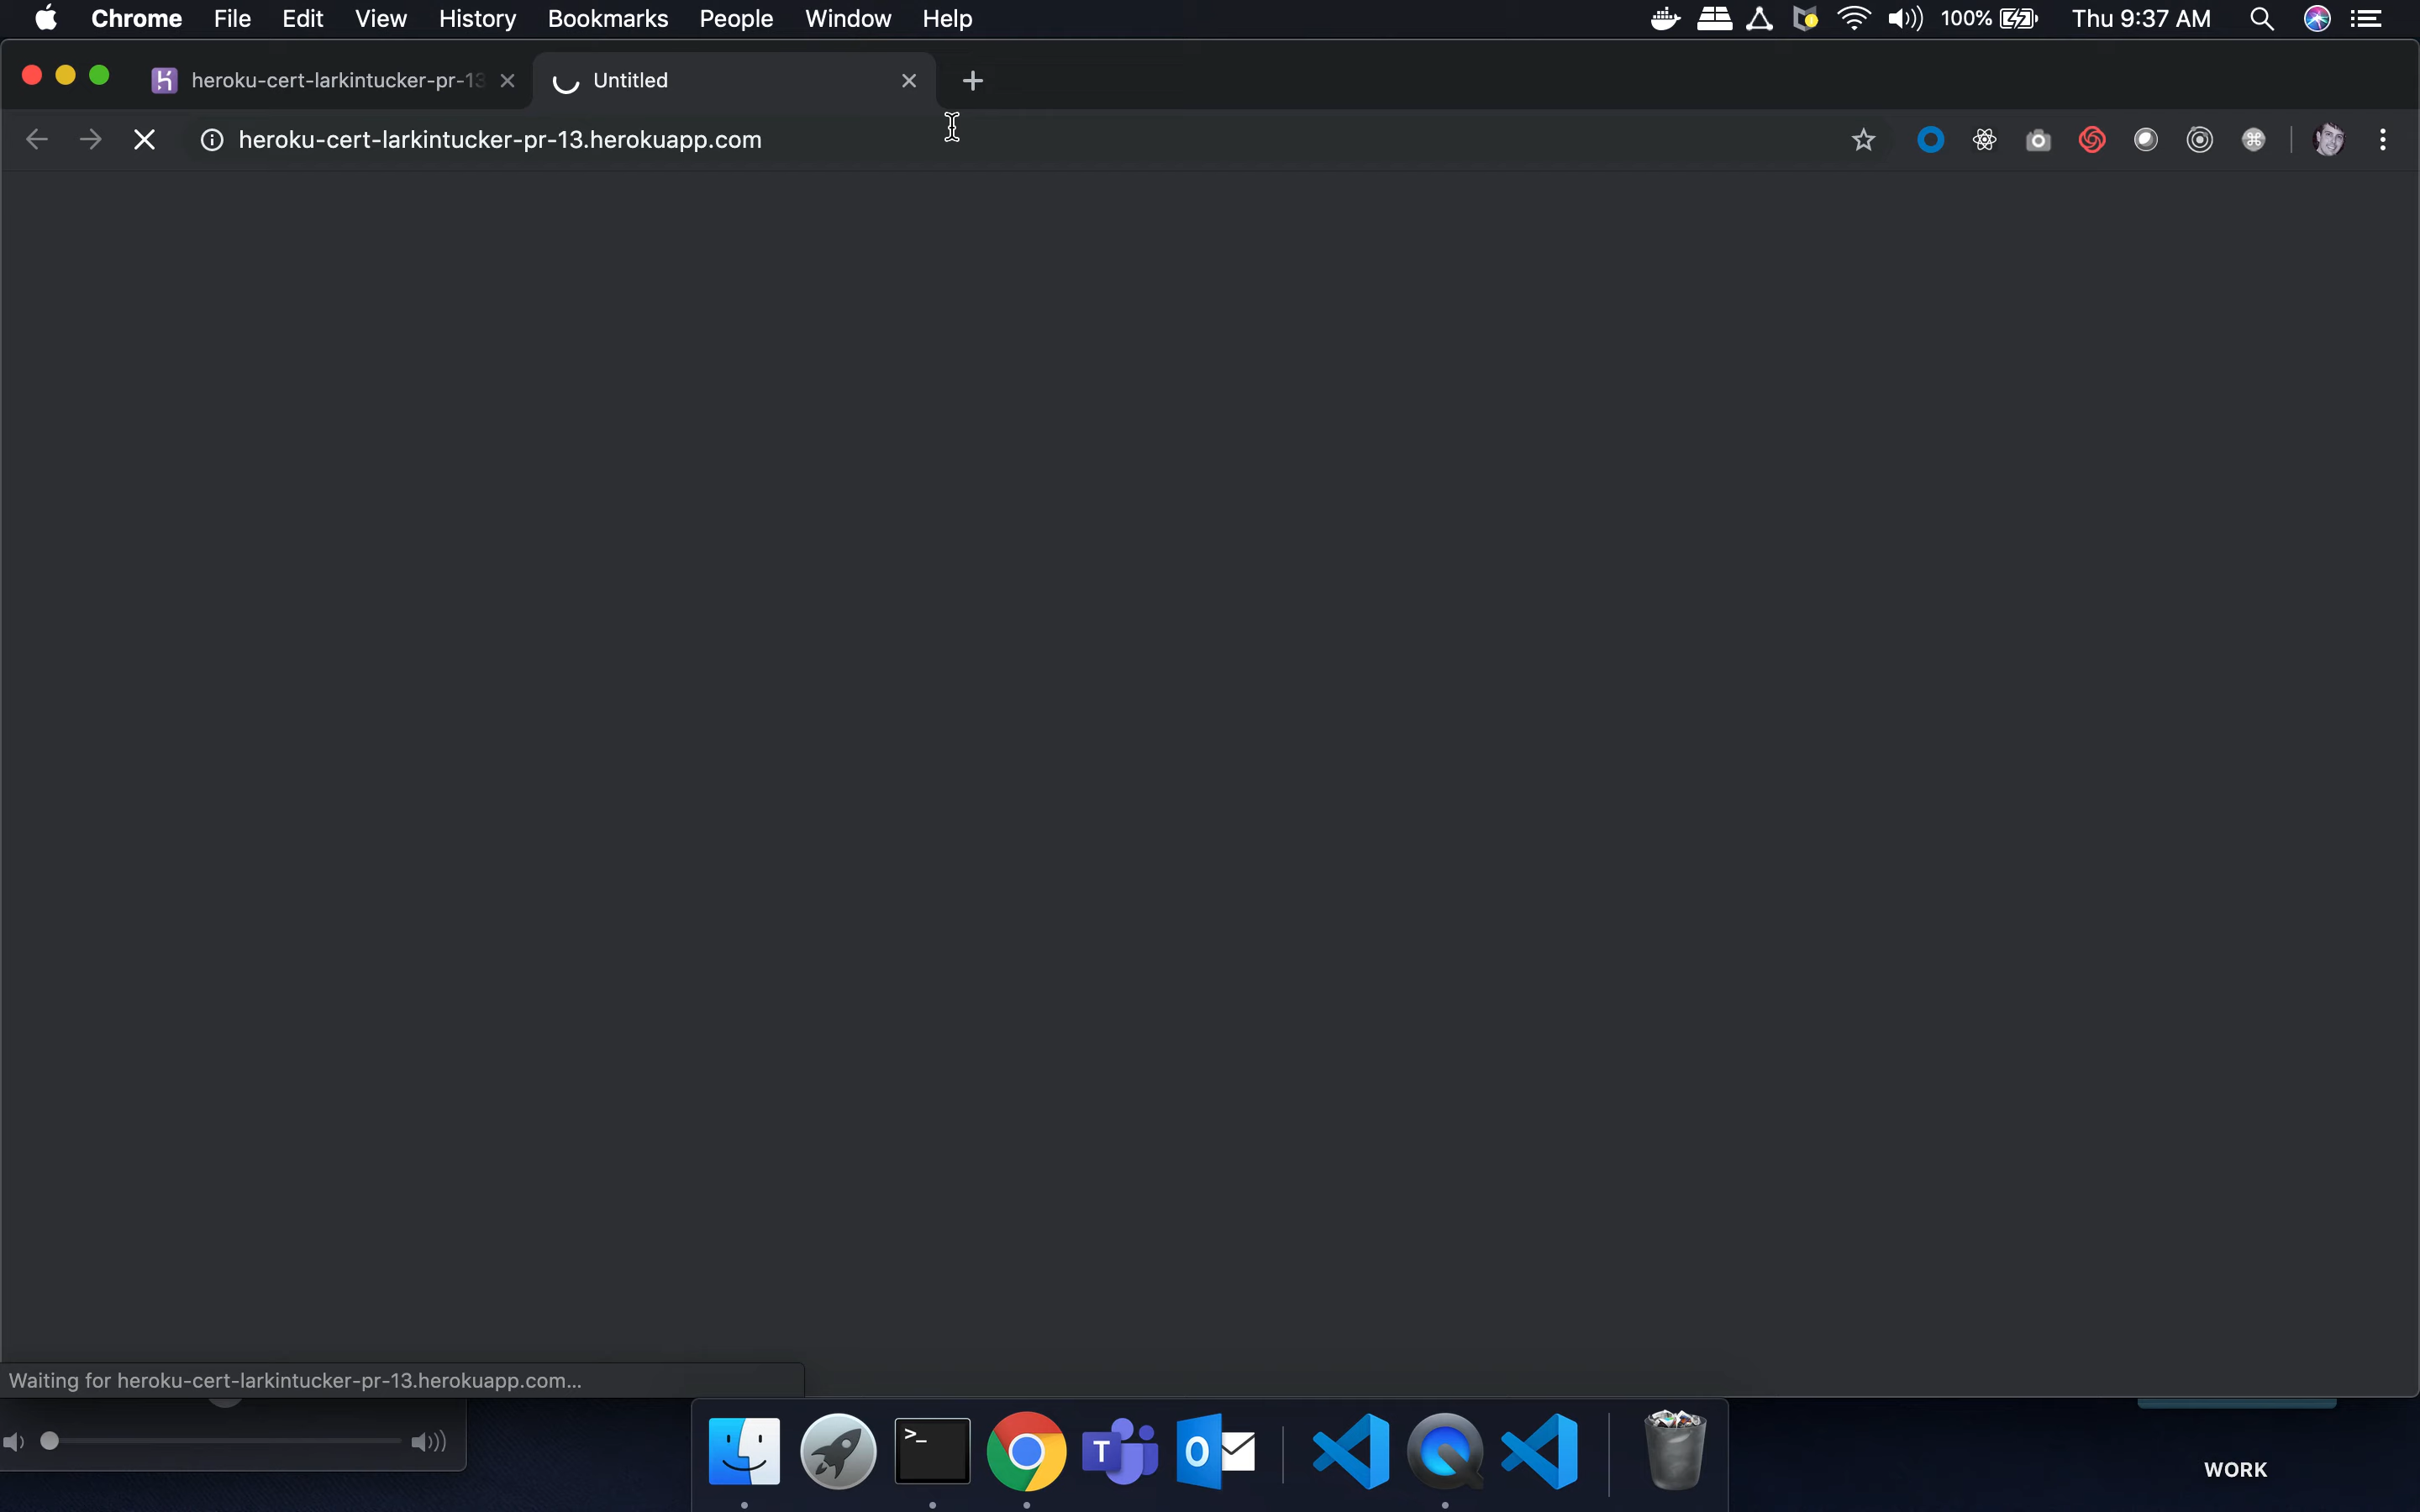 Chrome File Edit View History Bookmarks People Window Help 100% Thu 9:37 AM
heroku-cert-larkintucker-pr-13 Untitled
heroku-cert-larkintucker-pr-13.herokuapp.com
Waiting for heroku-cert-larkintucker-pr-13.herokuapp.com...
>_ T O
WORK